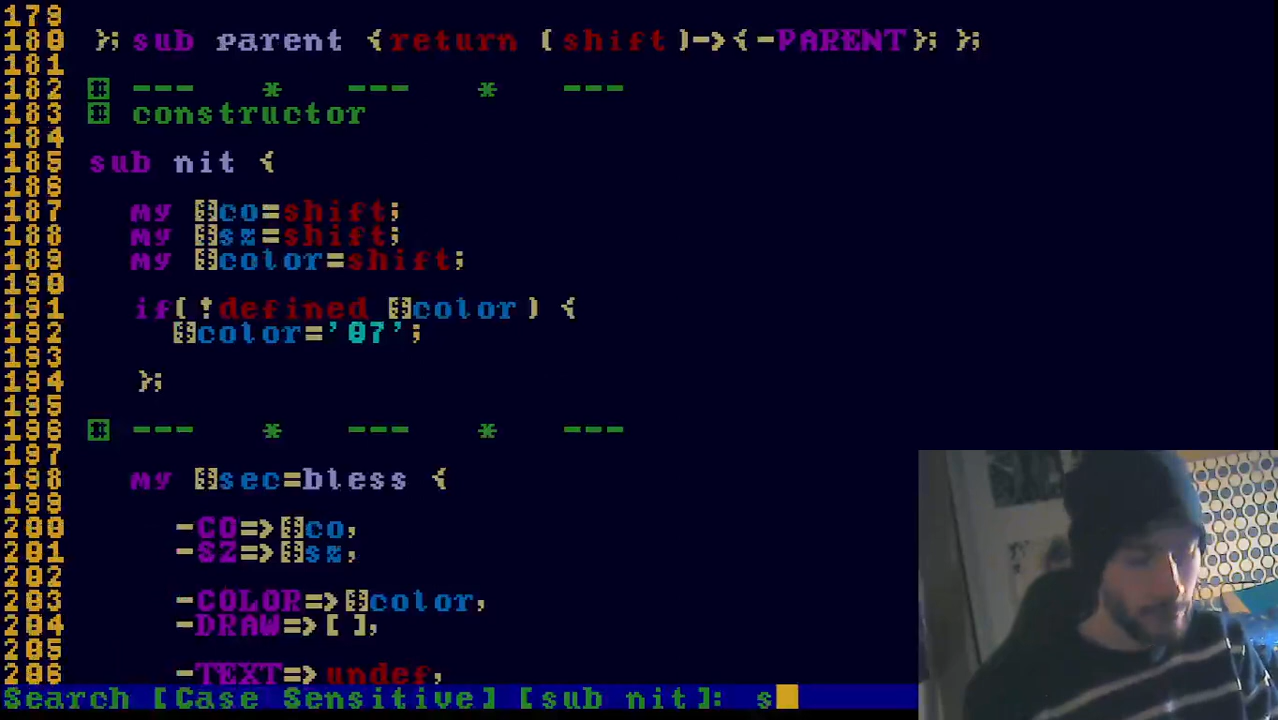 179
180 }; sub parent {return (shift)->{-PARENT}; };
181
182 # ---   *   ---   *   ---
183 # constructor
184
185 sub nit {
186
187 my $co=shift;
188 my $sz=shift;
189 my $color=shift;
190
191 if(!defined $color) {
192 $color='07';
193
194 };
195
196 # ---   *   ---   *   ---
197
198 my $sec=bless {
199
200 -CO=>$co,
201 -SZ=>$sz,
202
203 -COLOR=>$color,
204 -DRAW=>[],
205
206 -TEXT=>undef,
Search [Case Sensitive] [sub nit]: s